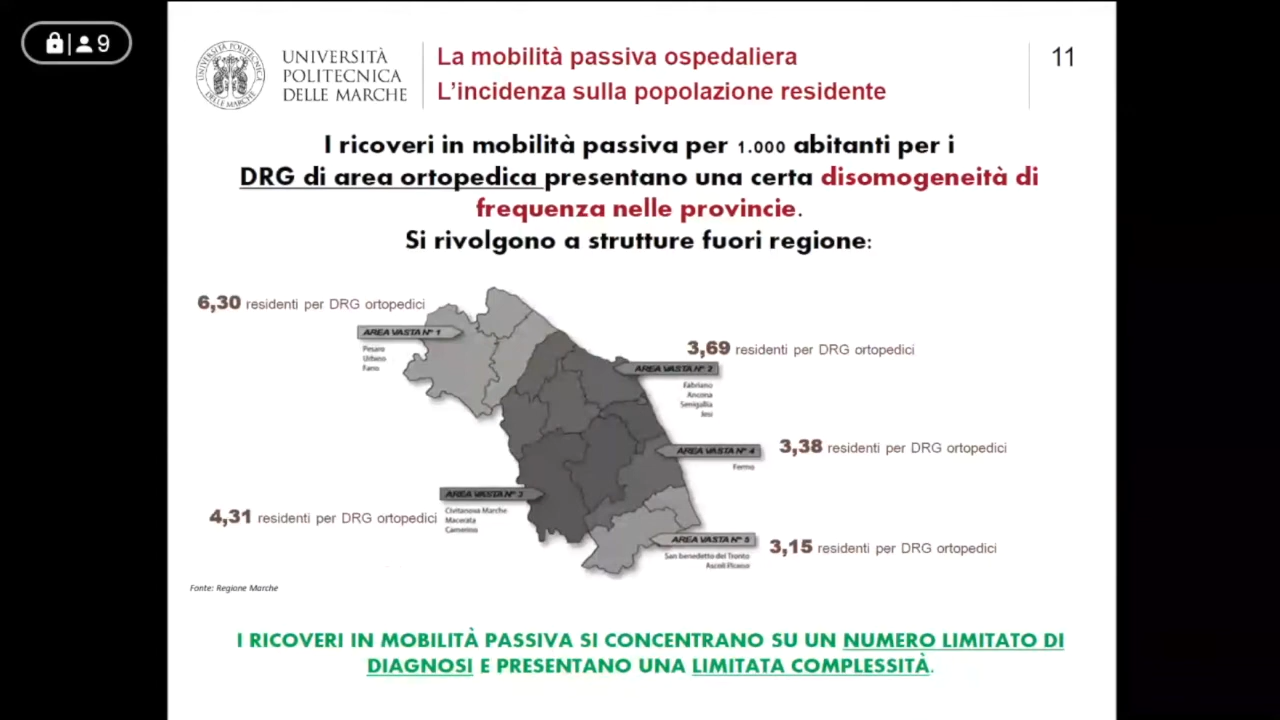 9
UNIVERSITÀ
POLITECNICA
DELLE MARCHE
La mobilità passiva ospedaliera
L'incidenza sulla popolazione residente
11
I ricoveri in mobilità passiva per 1.000 abitanti per i
DRG di area ortopedica presentano una certa disomogeneità di
frequenza nelle provincie.
Si rivolgono a strutture fuori regione:
6,30 residenti per DRG ortopedici
AREA VASTA N° 1
Pesaro
Urbino
Fano
3,69 residenti per DRG ortopedici
AREA VASTA N° 2
Fabriano
Ancona
Senigallia
Jesi
3,38 residenti per DRG ortopedici
AREA VASTA N° 4
Fermo
AREA VASTA N° 3
Civitanova Marche
Macerata
Camerino
4,31 residenti per DRG ortopedici
AREA VASTA N° 5
San benedetto del Tronto
Ascoli Piceno
3,15 residenti per DRG ortopedici
Fonte: Regione Marche
I RICOVERI IN MOBILITÀ PASSIVA SI CONCENTRANO SU UN NUMERO LIMITATO DI
DIAGNOSI E PRESENTANO UNA LIMITATA COMPLESSITÀ.